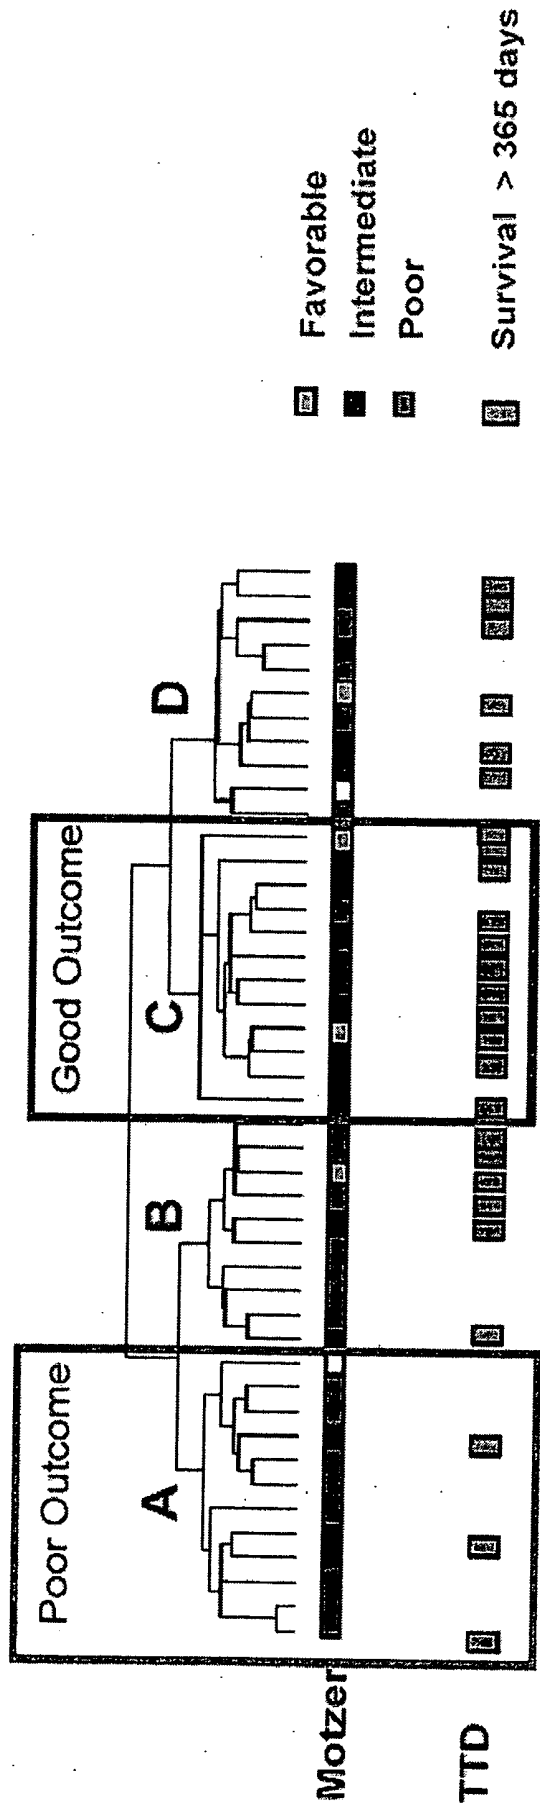 Poor Outcome
Good Outcome
A
B
C
D
Motzer
TTD
Favorable
Intermediate
Poor
Survival > 365 days